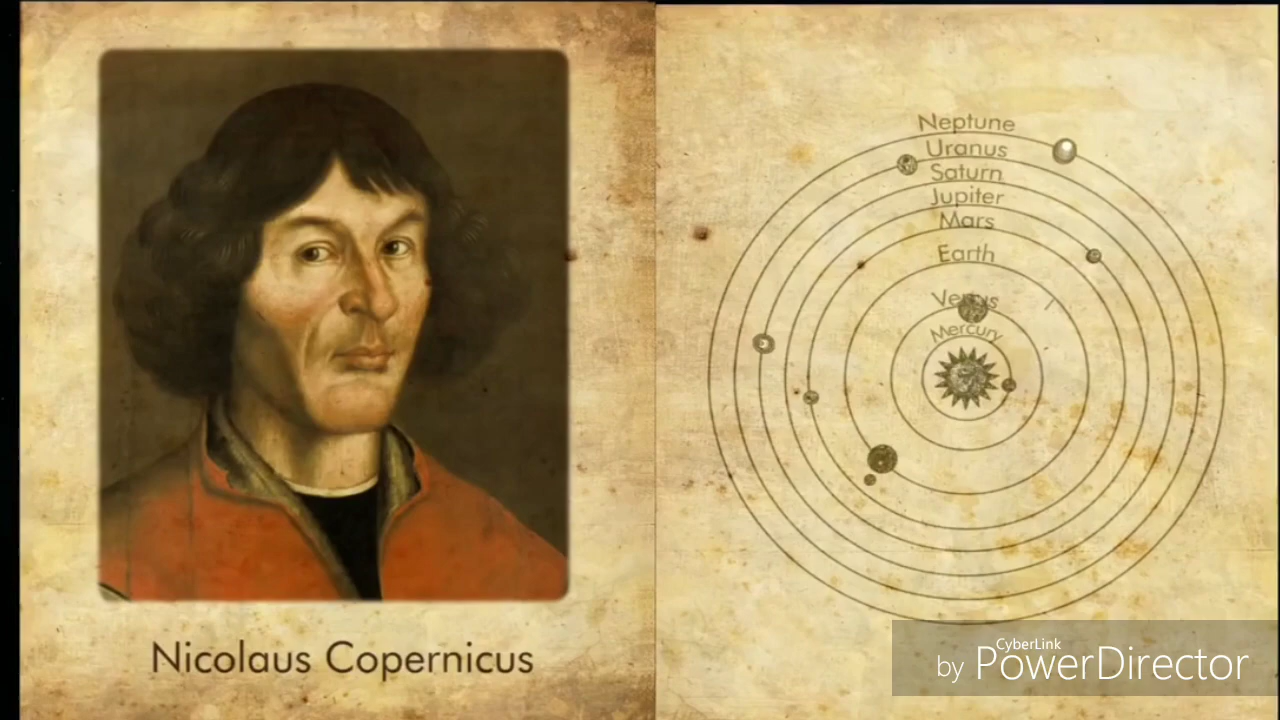 Nicolaus Copernicus
Neptune
Uranus
Saturn
Jupiter
Mars
Earth
Venus
Mercury
CyberLink
by PowerDirector